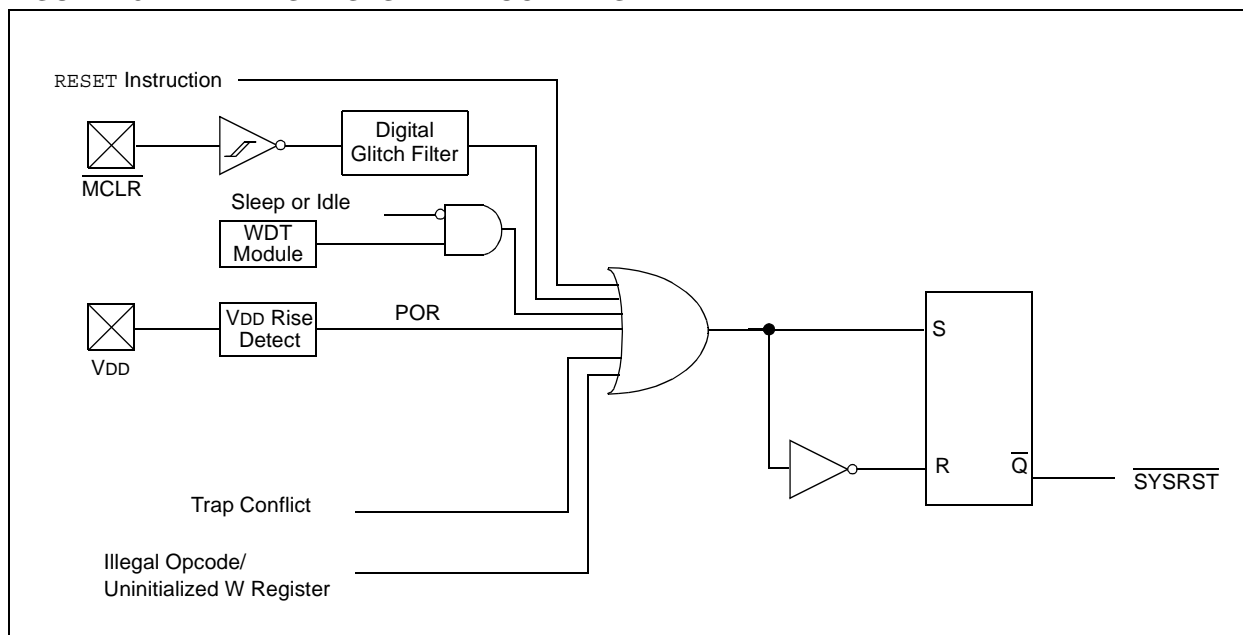 RESET Instruction
MCLR
Digital
Glitch Filter
Sleep or Idle
WDT
Module
VDD
VDD Rise
Detect
POR
Trap Conflict
Illegal Opcode/
Uninitialized W Register
S
R
Q
SYSRST